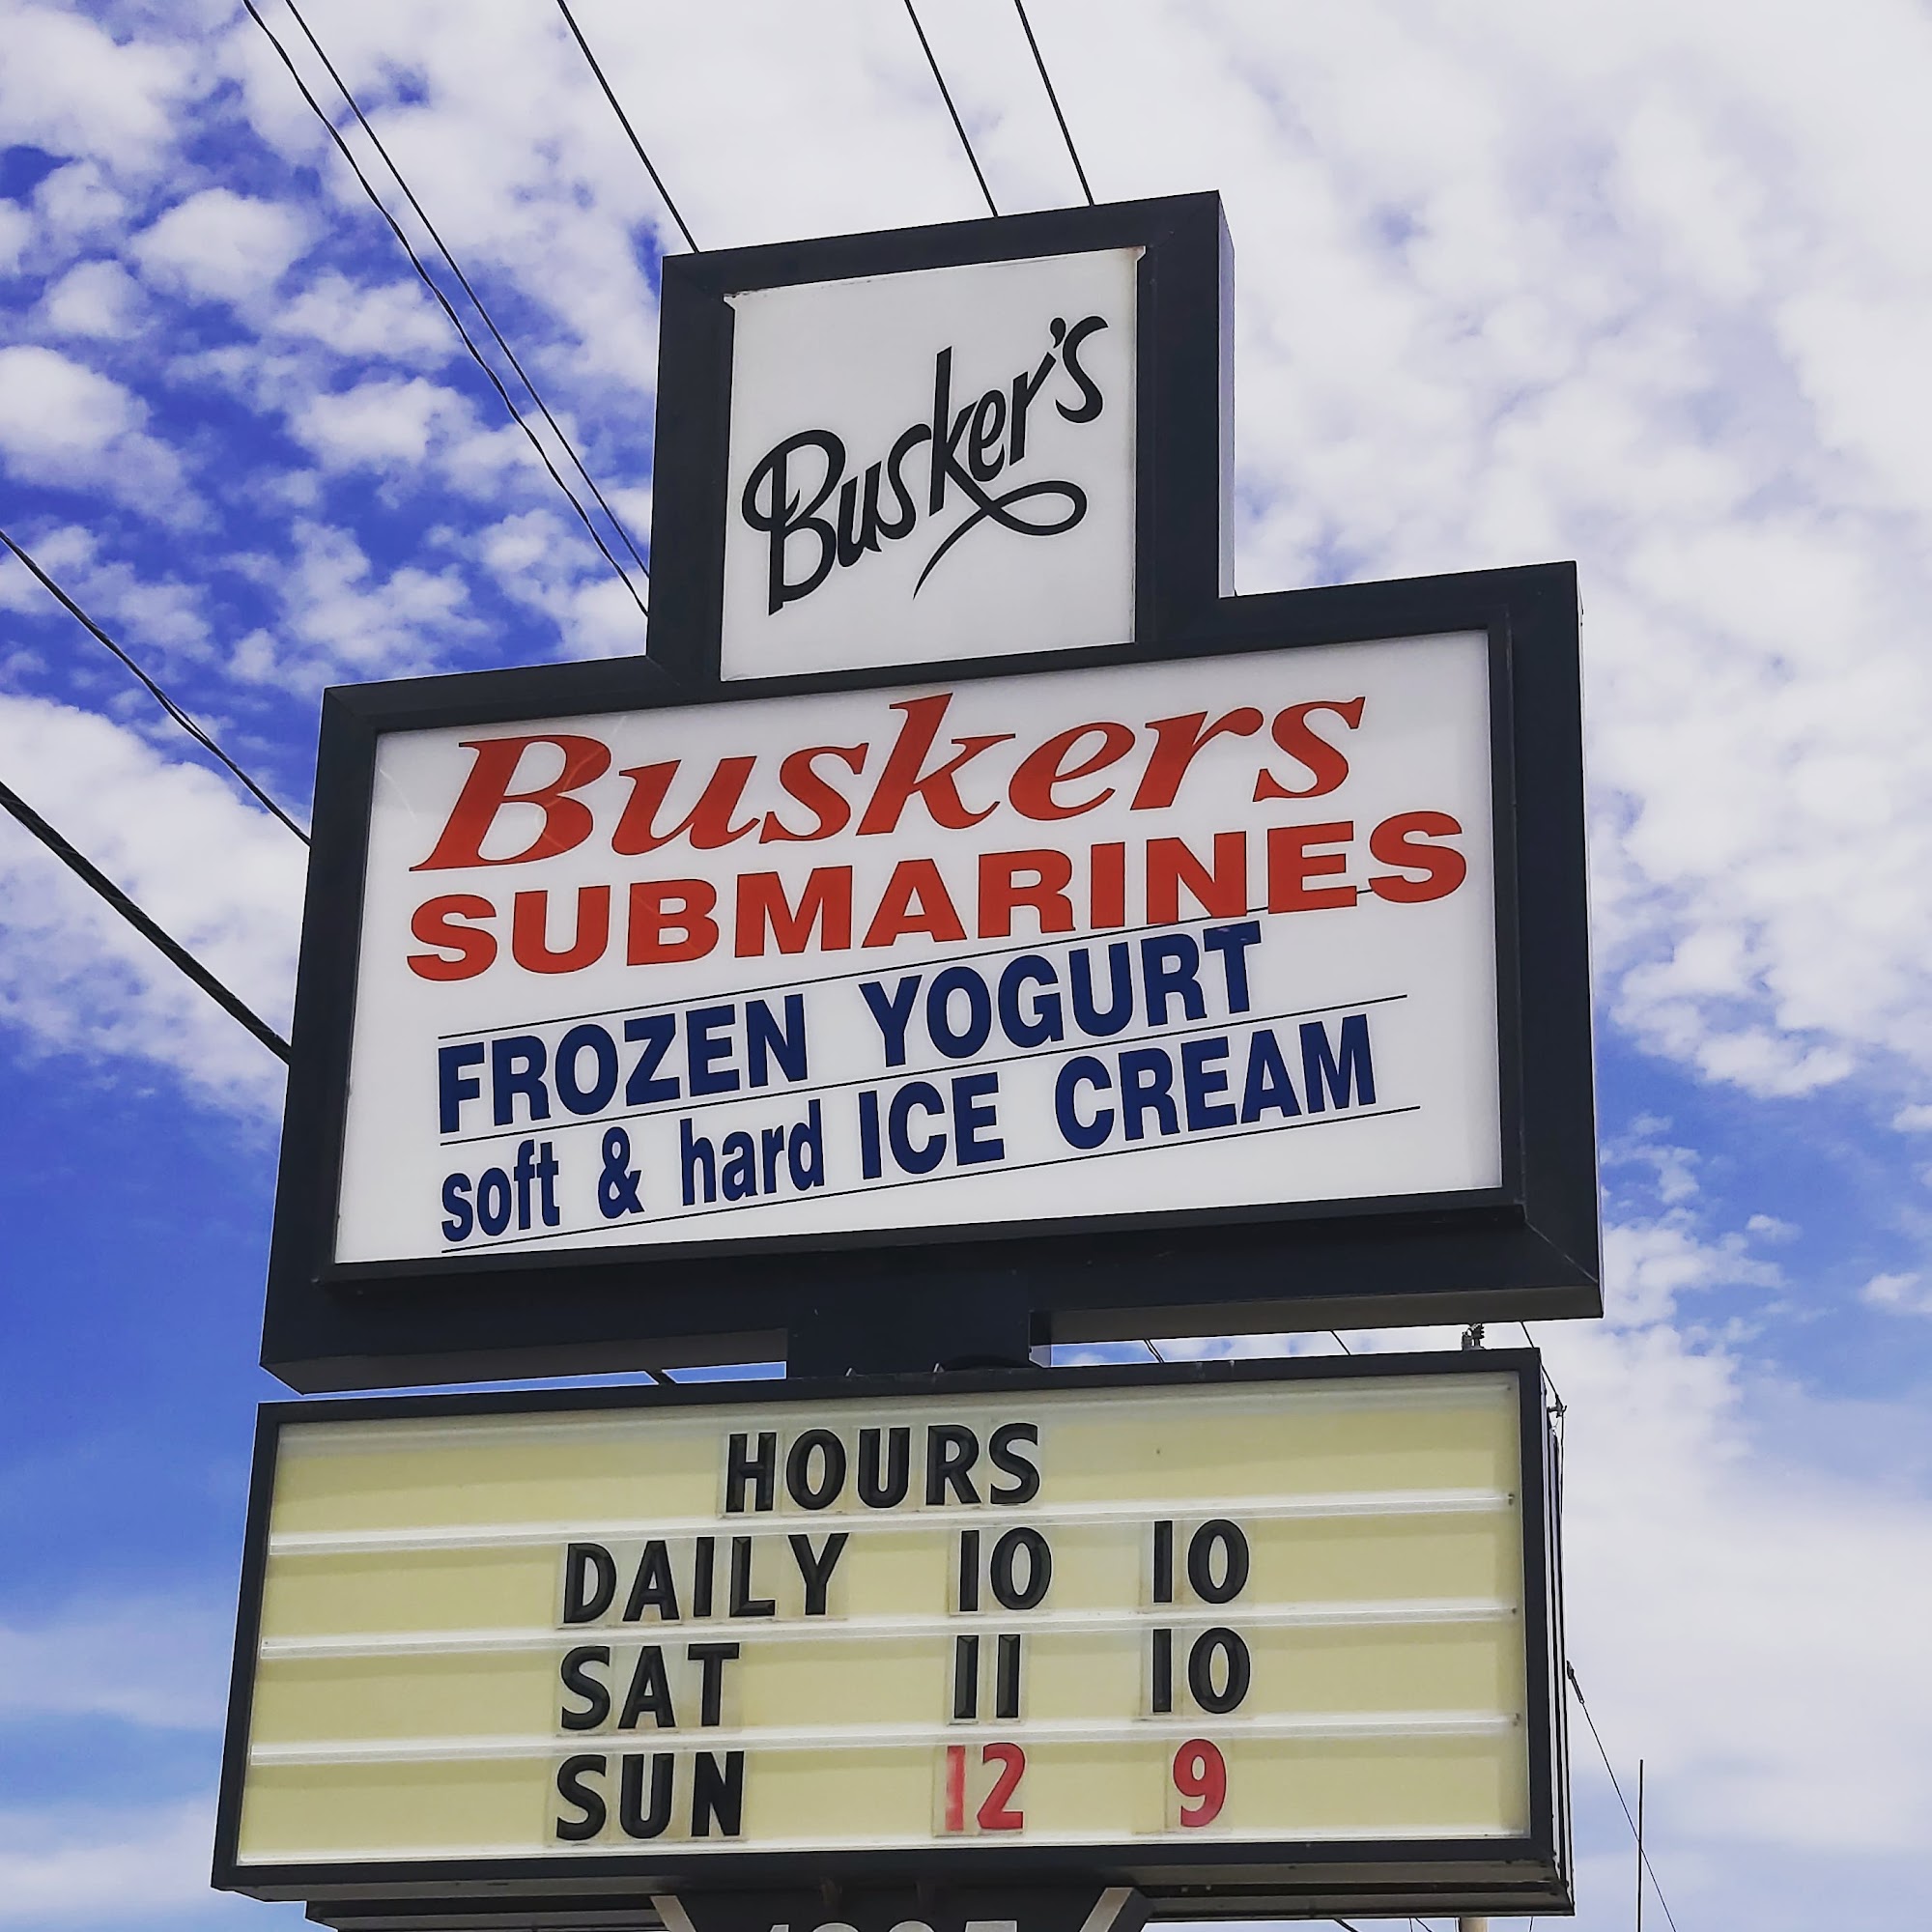 Busker's
Buskers
SUBMARINES
FROZEN YOGURT
soft & hard ICE CREAM
HOURS
DAILY 10 10
SAT 11 10
SUN 12 9